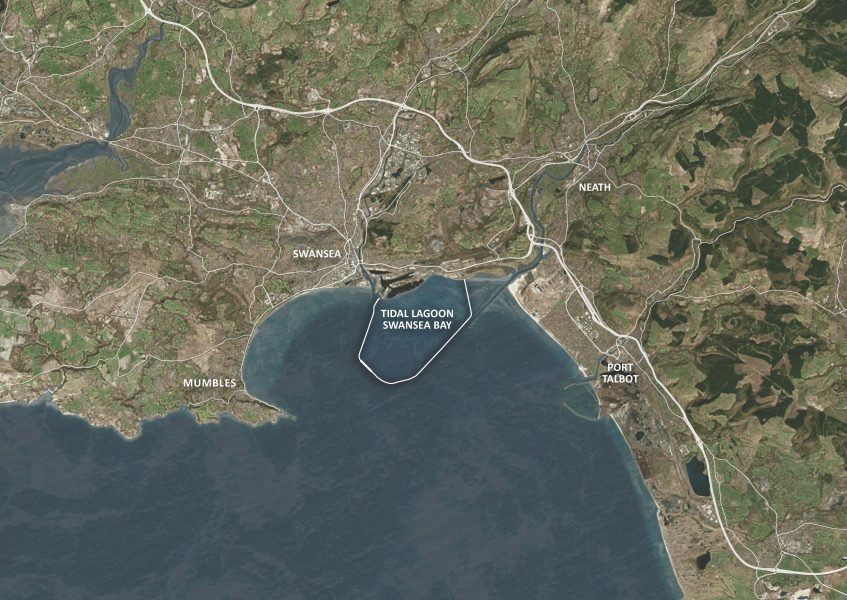 NEATH
SWANSEA
TIDAL LAGOON
SWANSEA BAY
PORT
TALBOT
MUMBLES